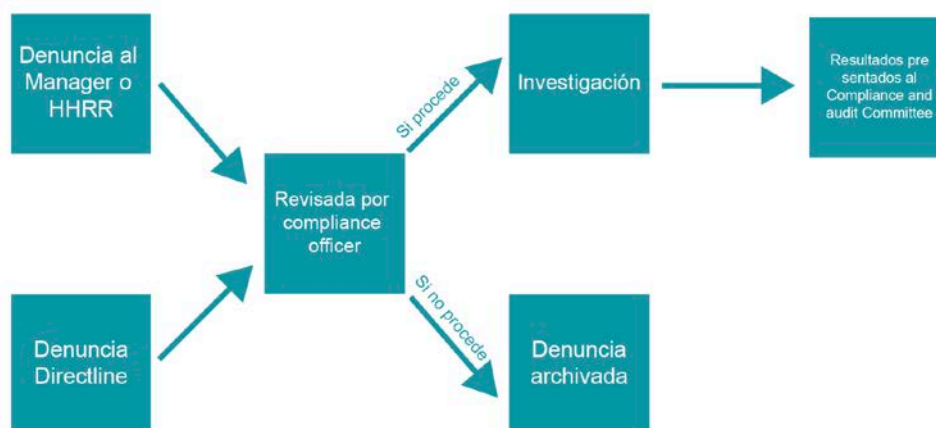 Denuncia al
Manager o
HHRR
Si procede
Investigación
Resultados pre
sentados al
Compliance and
audit Committee
Revisada por
compliance
officer
Denuncia
Directline
Si no procede
Denuncia
archivada